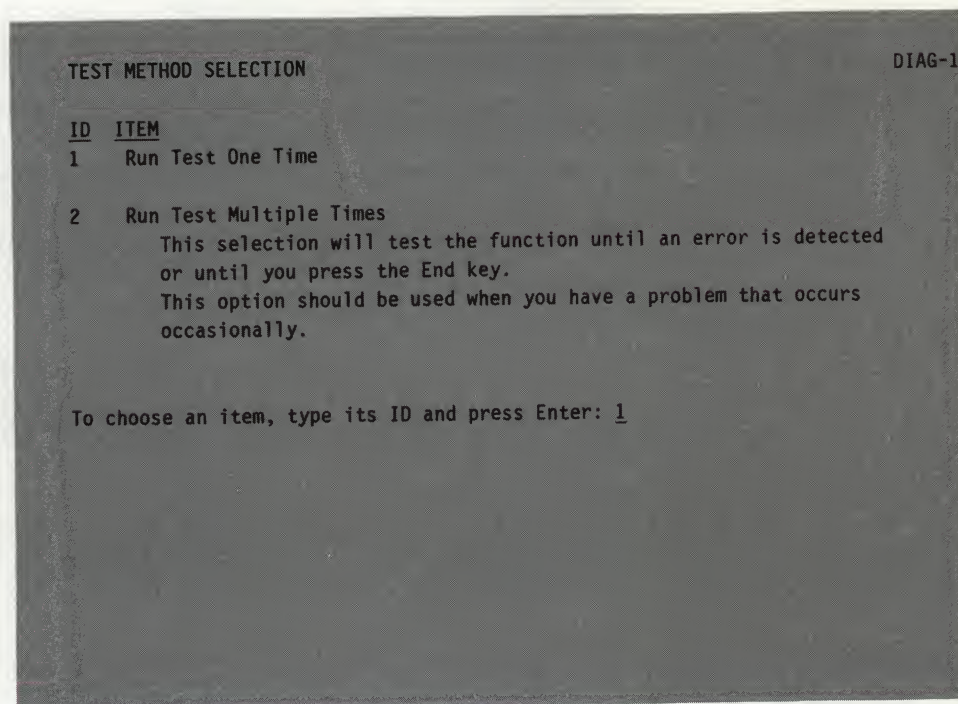 TEST METHOD SELECTION DIAG-1
ID ITEM
1 Run Test One Time
2 Run Test Multiple Times
This selection will test the function until an error is detected
or until you press the End key.
This option should be used when you have a problem that occurs
occasionally.
To choose an item, type its ID and press Enter: 1